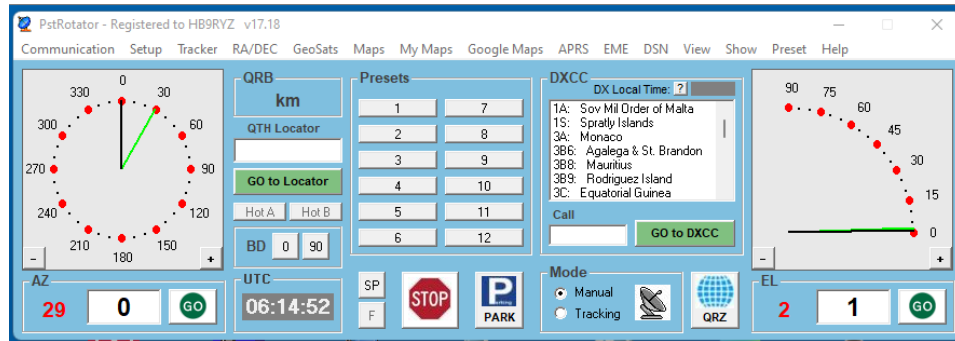 PstRotator - Registered to HB9RYZ v17.18
Communication Setup Tracker RA/DEC GeoSats Maps My Maps Google Maps APRS EME DSN View Show Preset Help
0
30
60
90
120
150
180
210
240
270
300
330
-
+
AZ
29
0
GO
QRB
km
QTH Locator
GO to Locator
Hot A Hot B
BD 0 90
UTC
06:14:52
Presets
1 7
2 8
3 9
4 10
5 11
6 12
SP
F
STOP
P
PARK
DXCC
DX Local Time: ?
1A: Sov Mil Order of Malta
1S: Spratly Islands
3A: Monaco
3B6: Agalega & St. Brandon
3B8: Mauritius
3B9: Rodriguez Island
3C: Equatorial Guinea
Call
GO to DXCC
Mode
Manual
Tracking
QRZ
90
75
60
45
30
15
0
-
+
EL
2
1
GO